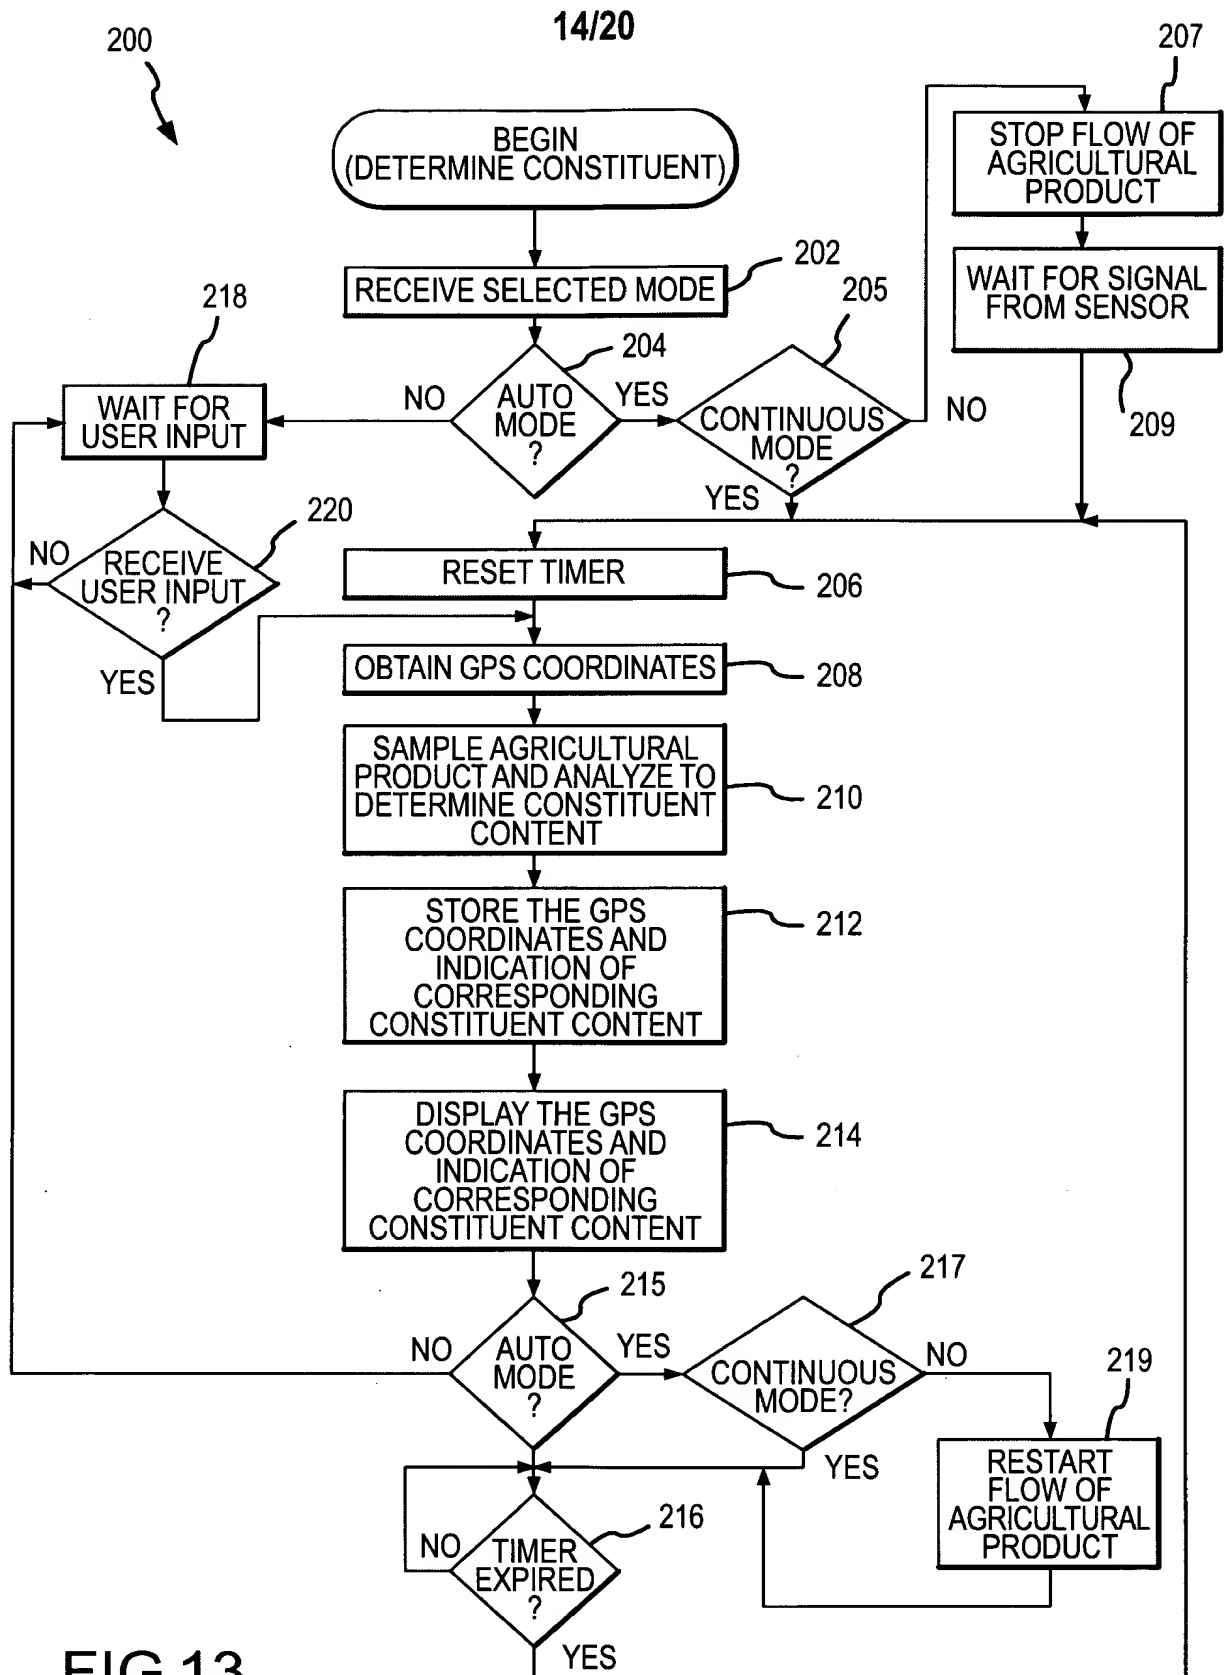 14/20
200
207
BEGIN
(DETERMINE CONSTITUENT)
STOP FLOW OF
AGRICULTURAL
PRODUCT
202
RECEIVE SELECTED MODE
205
WAIT FOR SIGNAL
FROM SENSOR
209
218
WAIT FOR
USER INPUT
NO
204
AUTO
MODE
?
YES
CONTINUOUS
MODE
?
NO
YES
220
NO
RECEIVE
USER INPUT
?
YES
RESET TIMER
206
OBTAIN GPS COORDINATES
208
SAMPLE AGRICULTURAL
PRODUCT AND ANALYZE TO
DETERMINE CONSTITUENT
CONTENT
210
STORE THE GPS
COORDINATES AND
INDICATION OF
CORRESPONDING
CONSTITUENT CONTENT
212
DISPLAY THE GPS
COORDINATES AND
INDICATION OF
CORRESPONDING
CONSTITUENT CONTENT
214
215
NO
AUTO
MODE
?
YES
217
CONTINUOUS
MODE?
NO
YES
219
RESTART
FLOW OF
AGRICULTURAL
PRODUCT
216
NO
TIMER
EXPIRED
?
YES
FIG.13